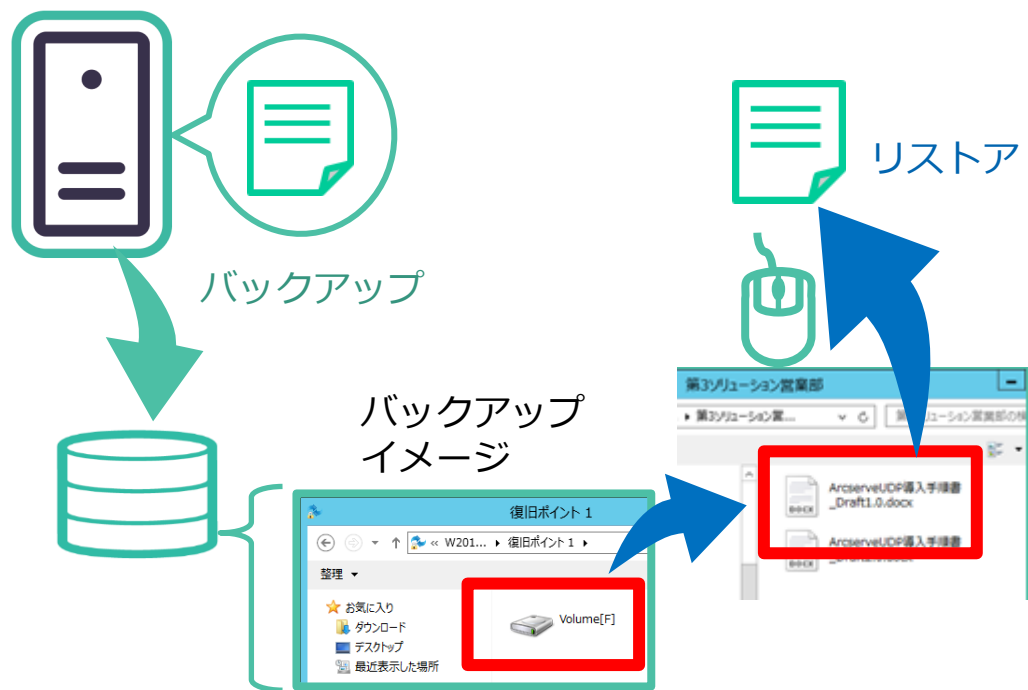 リストア
バックアップ
バックアップ
イメージ
第3ソリューション営業部
第3ソリューション営...
ArcserveUDP導入手順書
_Draft1.0.docx
DOCX
ArcserveUDP導入手順書
DOCX
復旧ポイント 1
« W201... 復旧ポイント 1
整理
お気に入り
ダウンロード
デスクトップ
最近表示した場所
Volume[F]